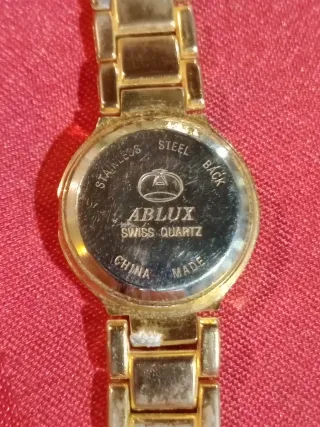 STAINLESS STEEL BACK
ABLUX
SWISS QUARTZ
CHINA MADE